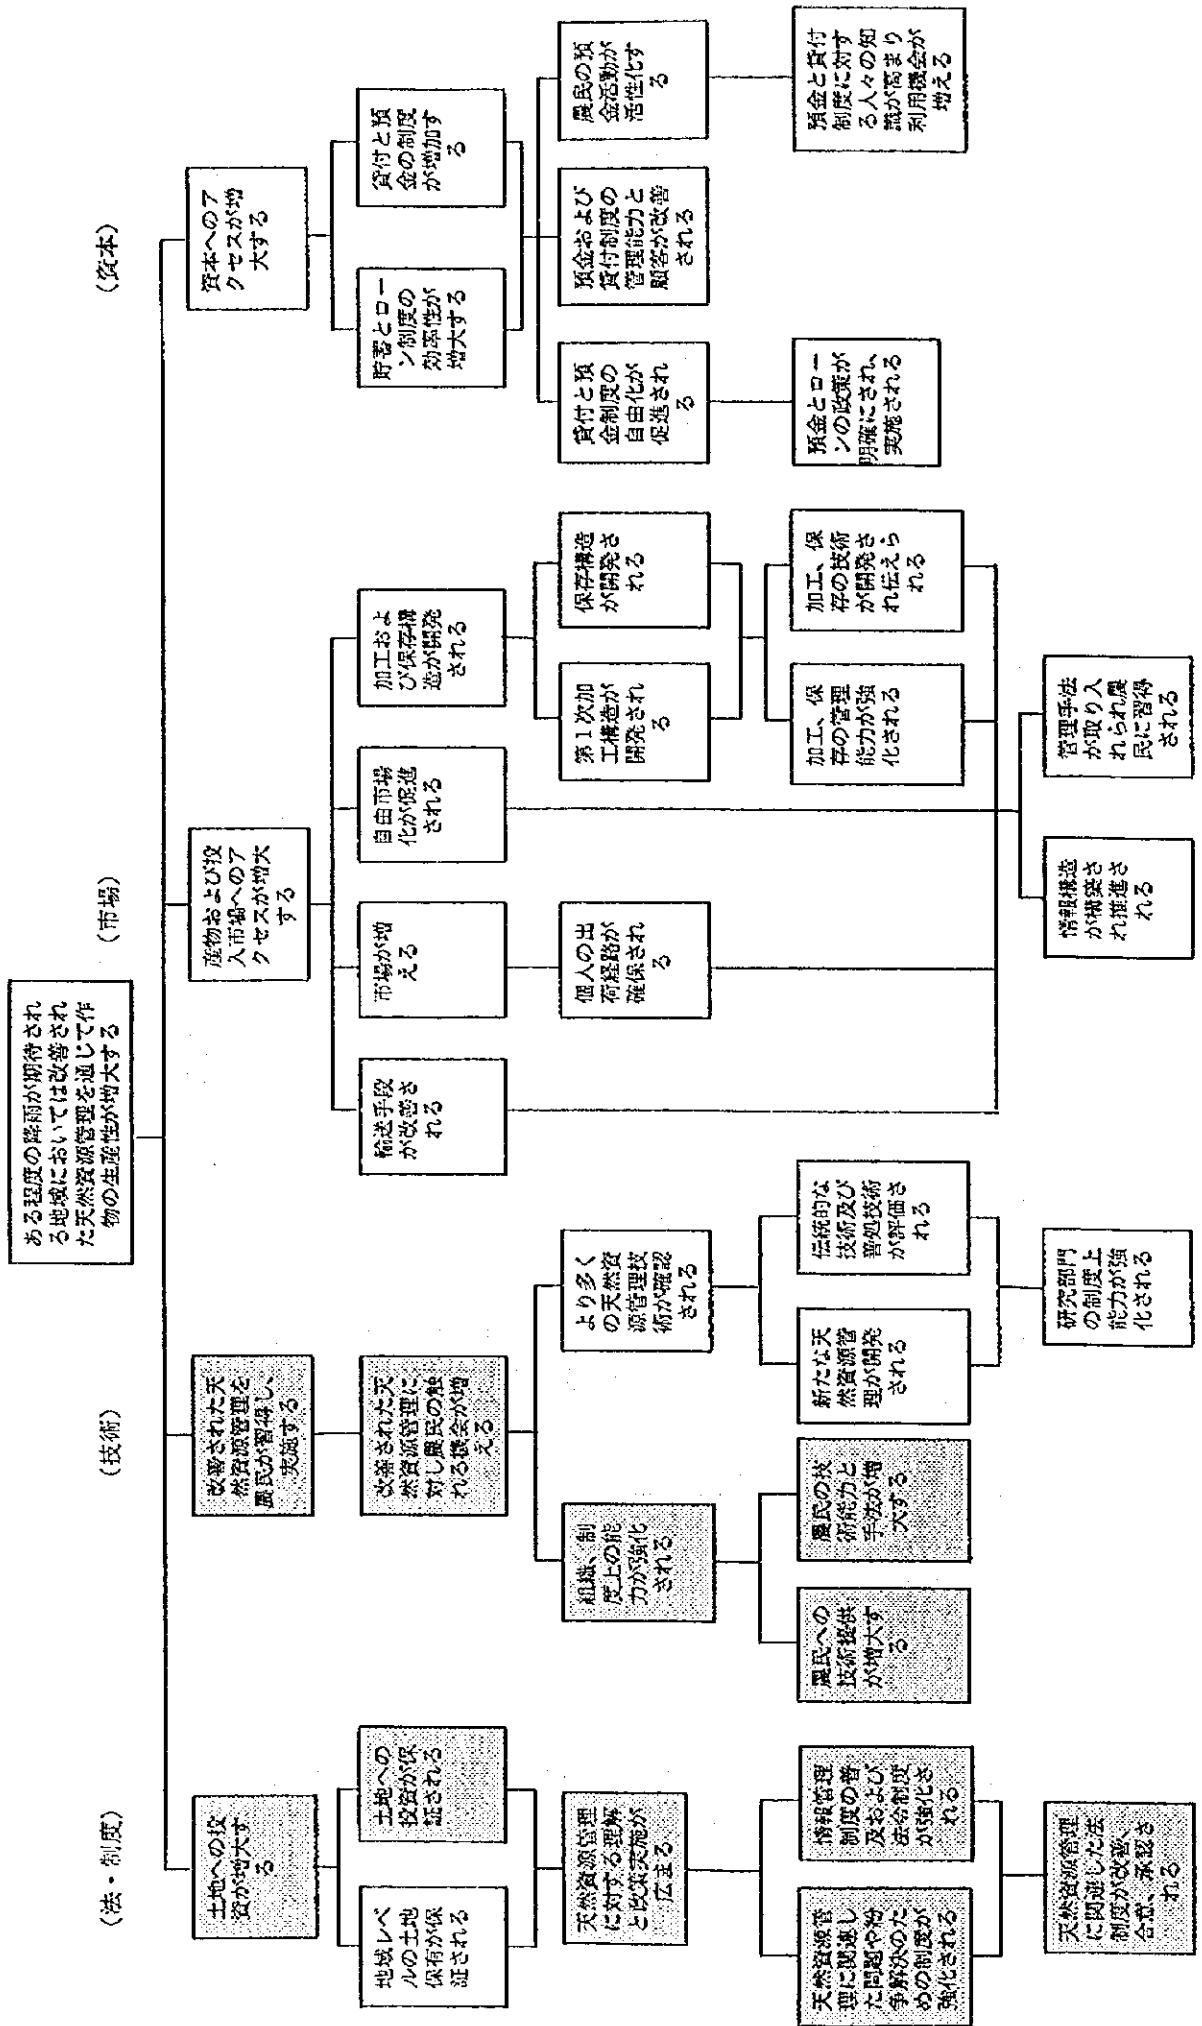 ある程度の降雨が期待され
る地域においては改善され
た天然資源管理を通じて作
物の生産性が増大する
(法・制度)
(技術)
(市場)
(資本)
土地への投
資が増大す
る
改善された天
然資源管理を
農民が習得し、
実施する
産物および投
入市場へのア
クセスが増大
する
資本へのア
クセスが増
大する
地域レベ
ルの土地
保有が保
証される
土地への
投資が保
証される
改善された天
然資源管理に
対し農民の触
れる機会が増
える
輸送手段
が改善さ
れる
市場が増
える
自由市場
化が促進
される
加工およ
び保存構
造が開発
される
貯蓄とロー
ン制度の
効率性が
増大する
貸付と預
金の制度
が増加す
る
天然資源管理
に対する理解
と政策実施が
広まる
組織、制
度上の能
力が強化
される
より多く
の天然資
源管理技
術が確認
される
個人の出
荷経路が
確保され
る
第1次加
工構造が
開発され
る
保存構造
が開発さ
れる
貸付と預
金制度の
自由化が
促進され
る
預金および
貸付制度の
管理能力と
顧客が改善
される
農民の預
金活動が
活性化す
る
天然資源管
理に関連し
た問題や紛
争解決のた
めの制度が
強化される
情報管理
制度の普
及および
法令制度
が強化さ
れる
農民への
技術提供
が増大す
る
農民の技
術能力と
手法が増
大する
新たな天
然資源管
理が開発
される
伝統的な
技術及び
善処技術
が評価さ
れる
加工、保
存の管理
能力が強
化される
加工、保
存の技術
が開発さ
れ伝えら
れる
預金とロー
ンの政策が
明確にされ、
実施される
預金と貸付
制度に対す
る人々の知
識が高まり
利用機会が
増える
天然資源管理
に関連した法
制度が改善、
合意、承認さ
れる
研究部門
の制度上
能力が強
化される
情報構造
が構築さ
れ推進さ
れる
管理手法
が取り入
れられ農
民に習得
される